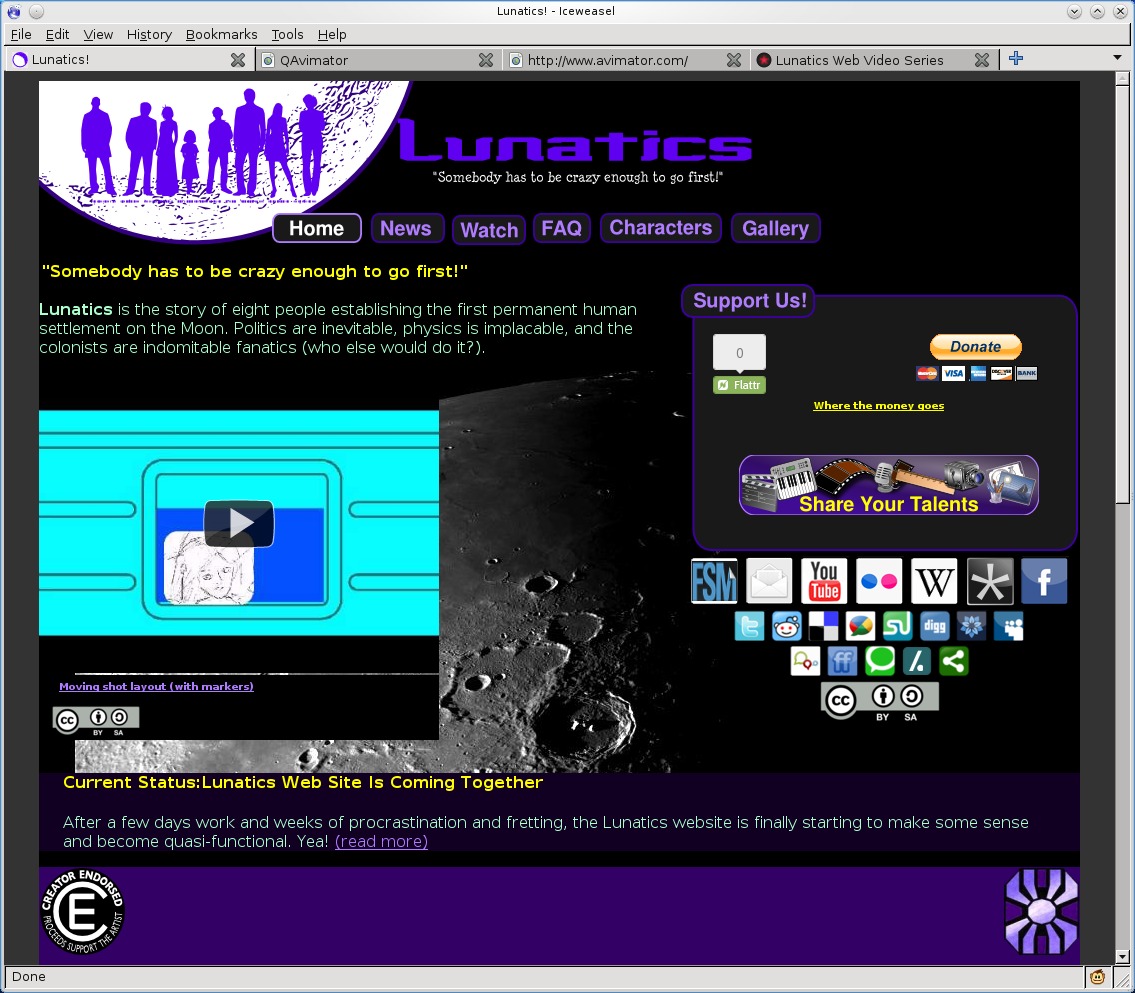 Lunatics! - Iceweasel
File Edit View History Bookmarks Tools Help
Lunatics! QAvimator http://www.avimator.com/ Lunatics Web Video Series
Lunatics
"Somebody has to be crazy enough to go first!"
Home News Watch FAQ Characters Gallery
"Somebody has to be crazy enough to go first!"
Lunatics is the story of eight people establishing the first permanent human
settlement on the Moon. Politics are inevitable, physics is implacable, and the
colonists are indomitable fanatics (who else would do it?).
Support Us!
0
Flattr
Donate
VISA
BANK
Where the money goes
Share Your Talents
FSM You Tube W f
digg
ff
cc BY SA
Moving shot layout (with markers)
cc BY SA
Current Status:Lunatics Web Site Is Coming Together
After a few days work and weeks of procrastination and fretting, the Lunatics website is finally starting to make some sense
and become quasi-functional. Yea! (read more)
CREATOR ENDORSED
E
PROCEEDS SUPPORT THE ARTIST
Done